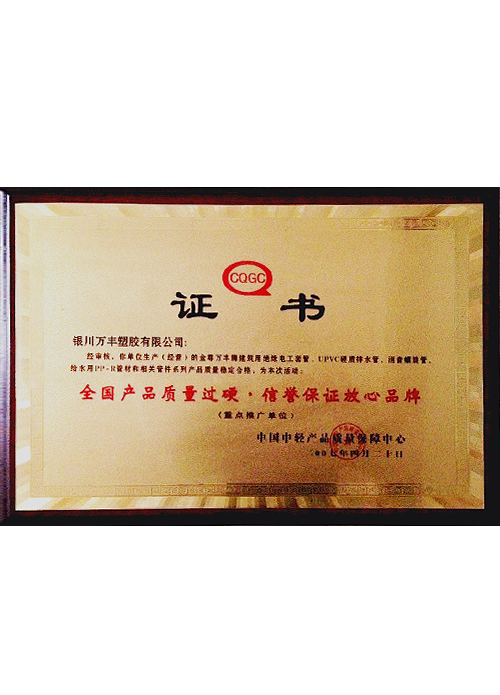 CQGC
证 书
银川万丰塑胶有限公司:
经审核，你单位生产（经营）的金尊万丰牌建筑用绝缘电工套管、UPVC硬质排水管、消音螺旋管、
给水用PP-R管材和相关管件系列产品质量稳定合格，为本次活动：
全国产品质量过硬·信誉保证放心品牌
（重点推广单位）
中国中轻产品质量保障中心
年四月二十日